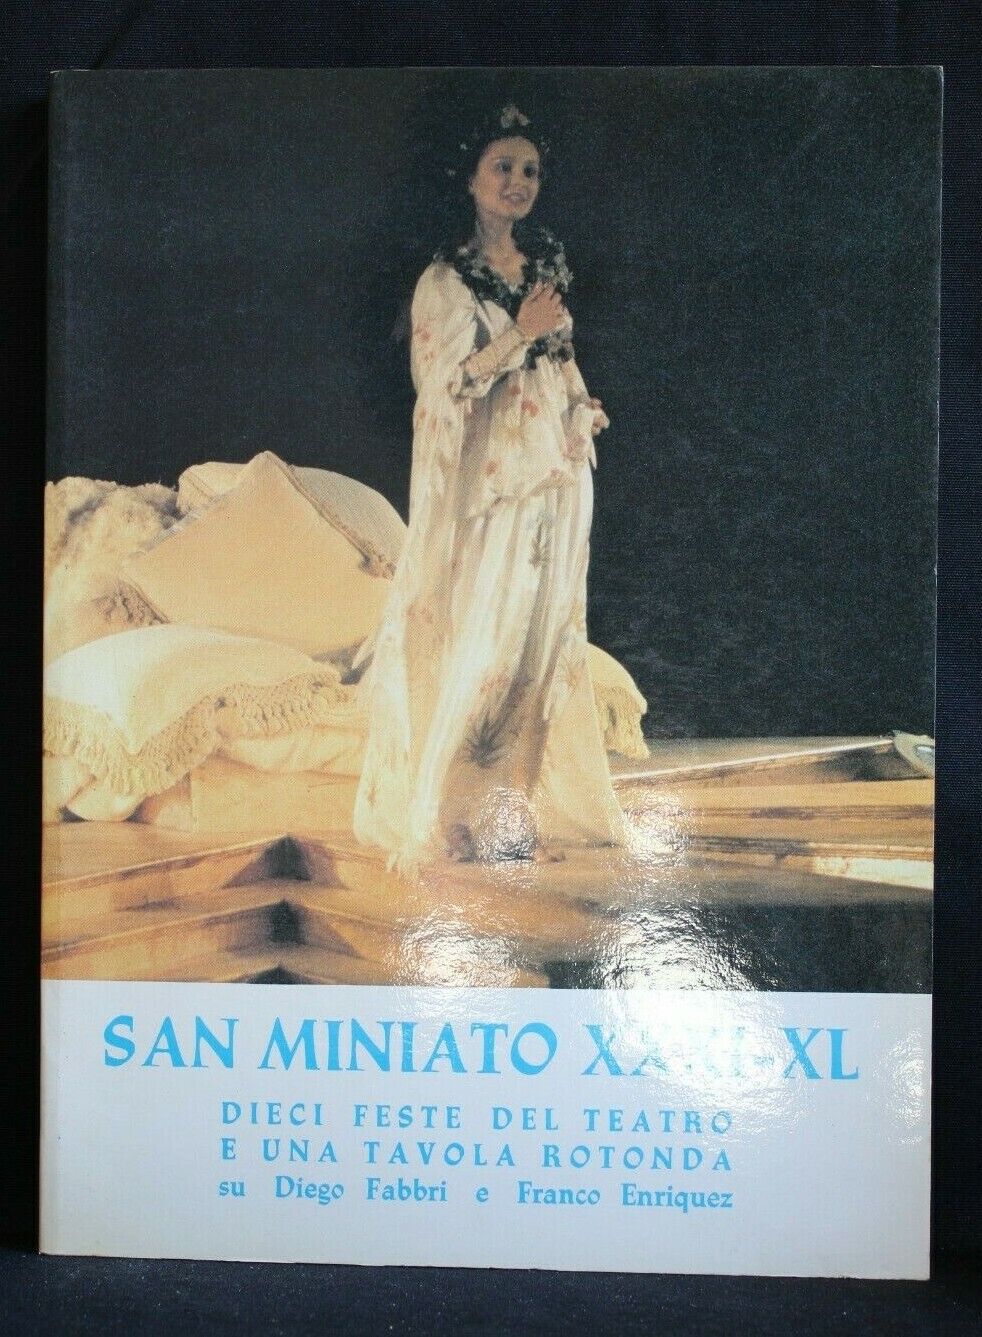 SAN MINIATO XXXI-XL
DIECI FESTE DEL TEATRO
E UNA TAVOLA ROTONDA
su Diego Fabbri e Franco Enriquez